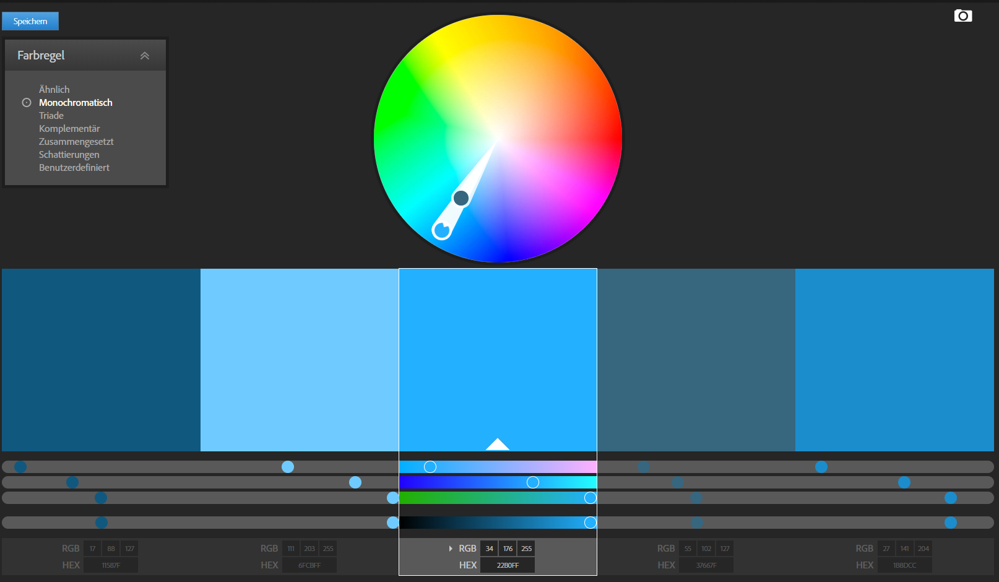 Speichern
Farbregel
Ähnlich
Monochromatisch
Triade
Komplementär
Zusammengesetzt
Schattierungen
Benutzerdefiniert
RGB 17 88 127
HEX 11587F
RGB 111 203 255
HEX 6FCBFF
RGB 34 176 255
HEX 22B0FF
RGB 55 102 127
HEX 37667F
RGB 27 141 204
HEX 1B8DCC